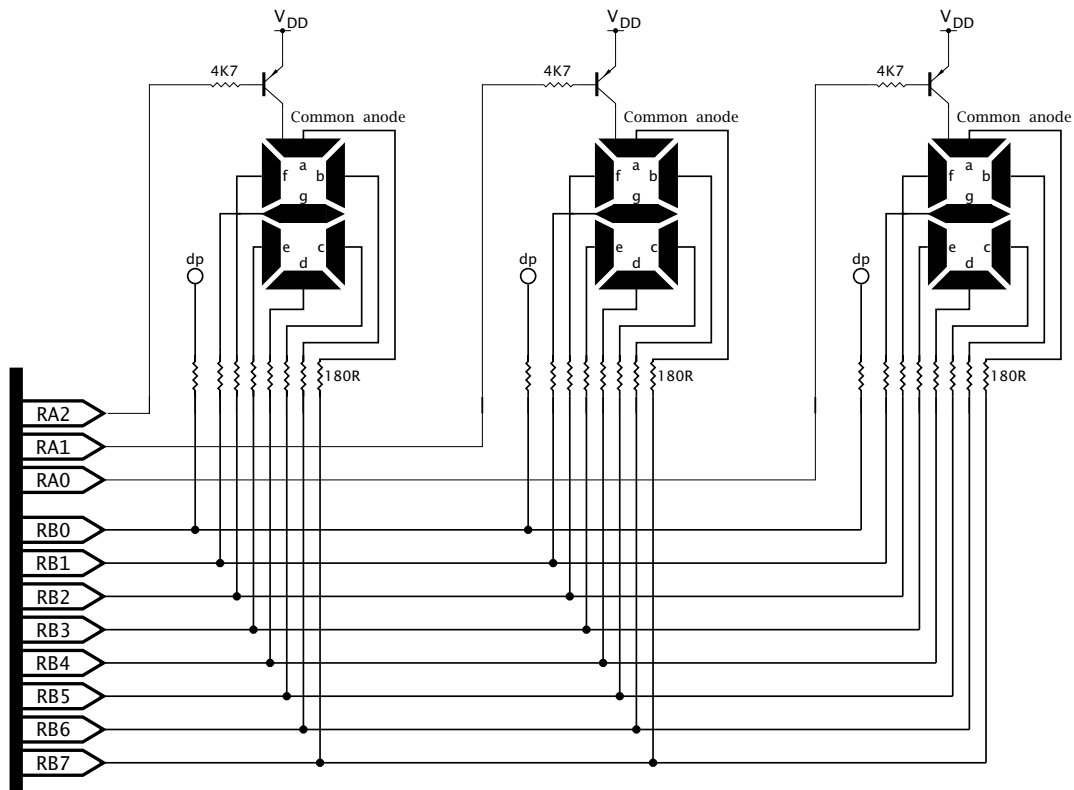 VDD VDD VDD
4K7 4K7 4K7
Common anode Common anode Common anode
a a a
f b f b f b
g g g
e c e c e c
dp d dp d dp d
180R 180R 180R
RA2
RA1
RA0
RB0
RB1
RB2
RB3
RB4
RB5
RB6
RB7